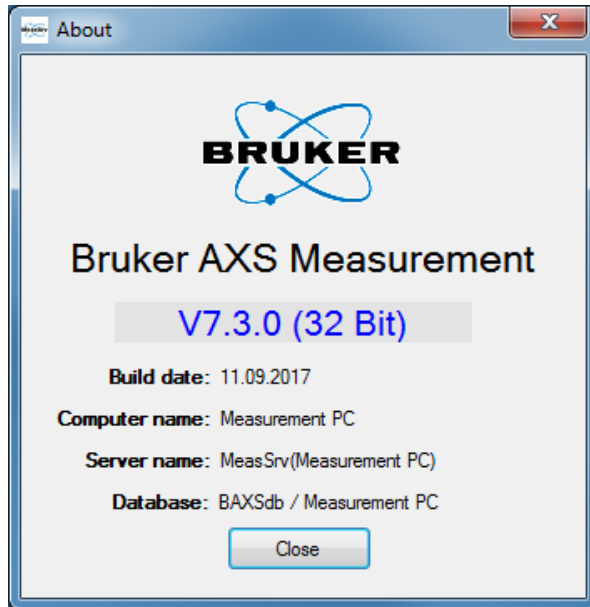 About
BRUKER
Bruker AXS Measurement
V7.3.0 (32 Bit)
Build date: 11.09.2017
Computer name: Measurement PC
Server name: MeasSrv(Measurement PC)
Database: BAXSdb / Measurement PC
Close